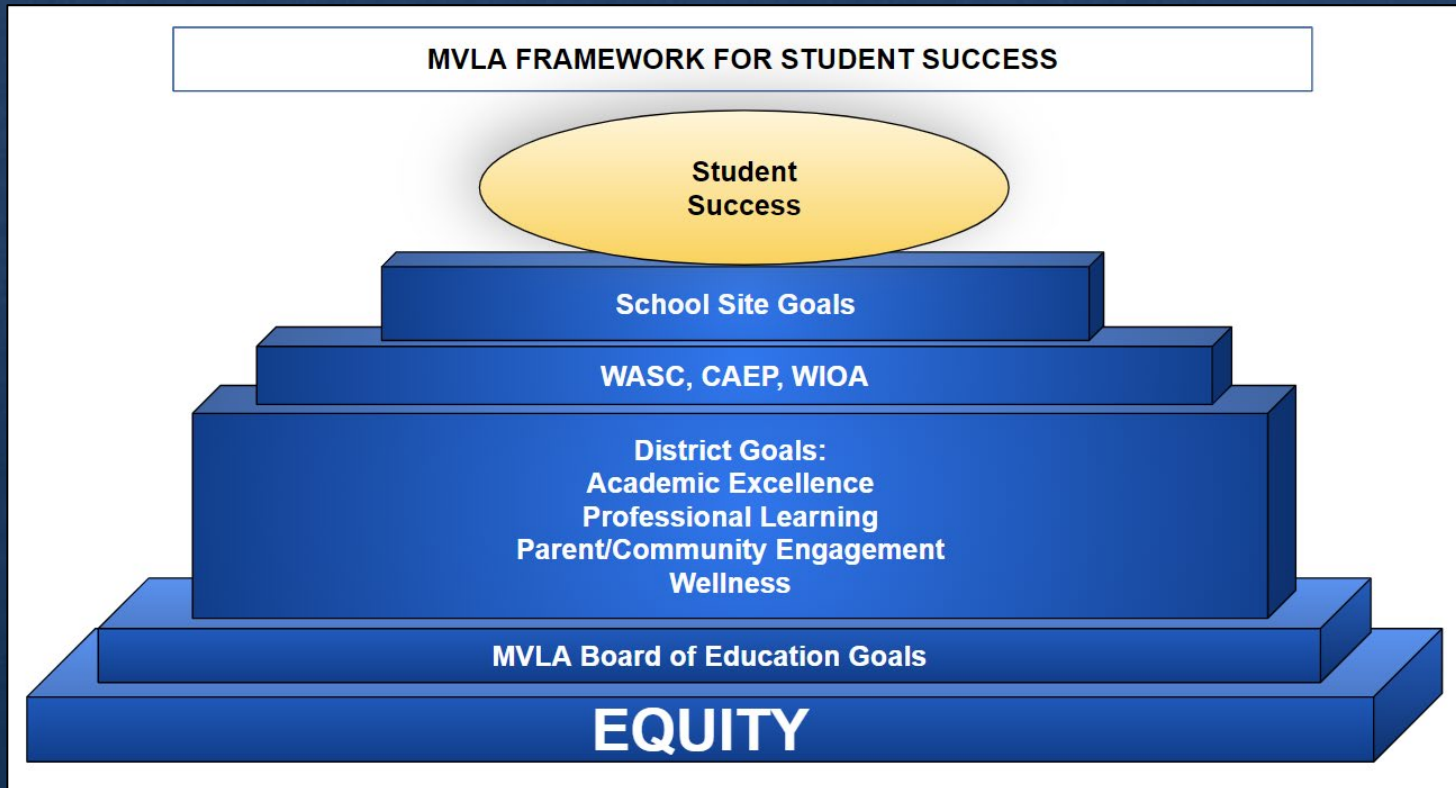 MVLA FRAMEWORK FOR STUDENT SUCCESS
Student
Success
School Site Goals
WASC, CAEP, WIOA
District Goals:
Academic Excellence
Professional Learning
Parent/Community Engagement
Wellness
MVLA Board of Education Goals
EQUITY